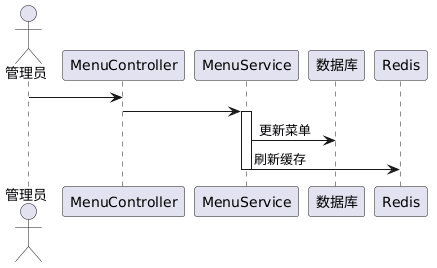 管理员
MenuController
MenuService
数据库
Redis
更新菜单
刷新缓存
管理员
MenuController
MenuService
数据库
Redis